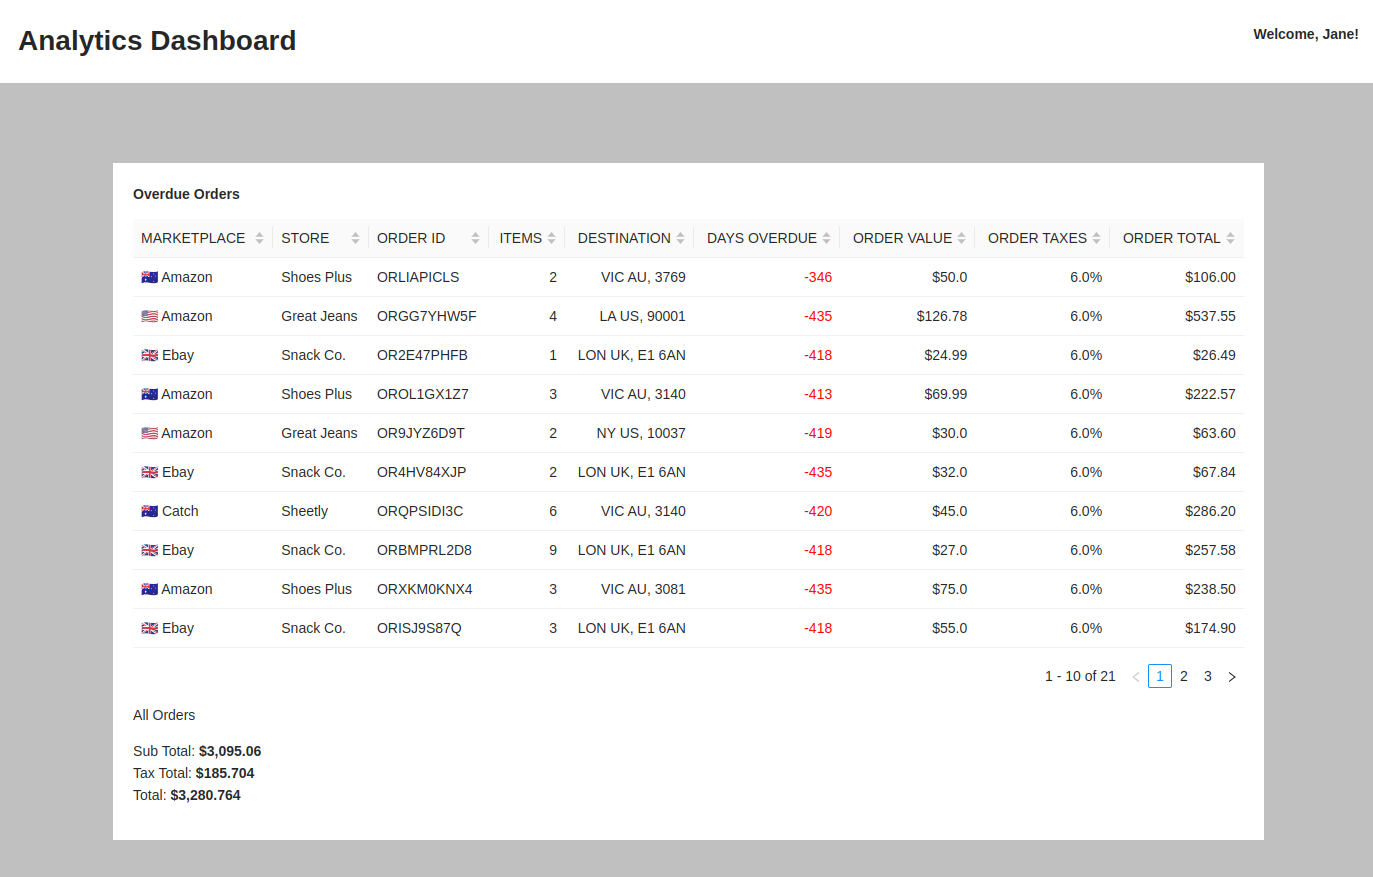 Analytics Dashboard
Welcome, Jane!
Overdue Orders
MARKETPLACE STORE ORDER ID ITEMS DESTINATION DAYS OVERDUE ORDER VALUE ORDER TAXES ORDER TOTAL
Amazon Shoes Plus ORLIAPICLS 2 VIC AU, 3769 -346 $50.0 6.0% $106.00
Amazon Great Jeans ORGG7YHW5F 4 LA US, 90001 -435 $126.78 6.0% $537.55
Ebay Snack Co. OR2E47PHFB 1 LON UK, E1 6AN -418 $24.99 6.0% $26.49
Amazon Shoes Plus OROL1GX1Z7 3 VIC AU, 3140 -413 $69.99 6.0% $222.57
Amazon Great Jeans OR9JYZ6D9T 2 NY US, 10037 -419 $30.0 6.0% $63.60
Ebay Snack Co. OR4HV84XJP 2 LON UK, E1 6AN -435 $32.0 6.0% $67.84
Catch Sheetly ORQPSIDI3C 6 VIC AU, 3140 -420 $45.0 6.0% $286.20
Ebay Snack Co. ORBMPRL2D8 9 LON UK, E1 6AN -418 $27.0 6.0% $257.58
Amazon Shoes Plus ORXKM0KNX4 3 VIC AU, 3081 -435 $75.0 6.0% $238.50
Ebay Snack Co. ORISJ9S87Q 3 LON UK, E1 6AN -418 $55.0 6.0% $174.90
1 - 10 of 21 < 1 2 3 >
All Orders
Sub Total: $3,095.06
Tax Total: $185.704
Total: $3,280.764